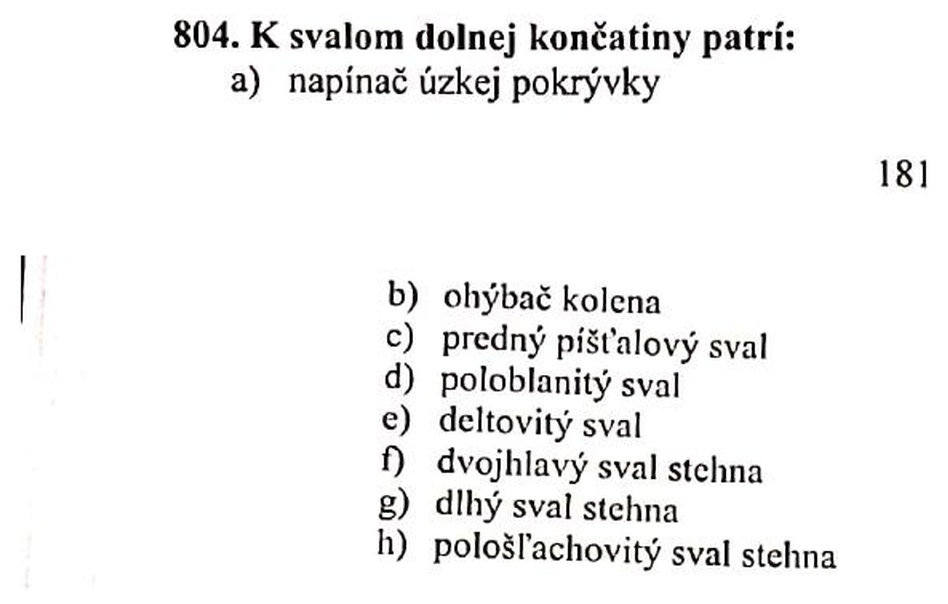 804. K svalom dolnej končatiny patrí:
a) napínač úzkej pokrývky
181
b) ohýbač kolena
c) predný píšťalový sval
d) poloblanitý sval
e) deltovitý sval
f) dvojhlavý sval stehna
g) dlhý sval stehna
h) pološľachovitý sval stehna